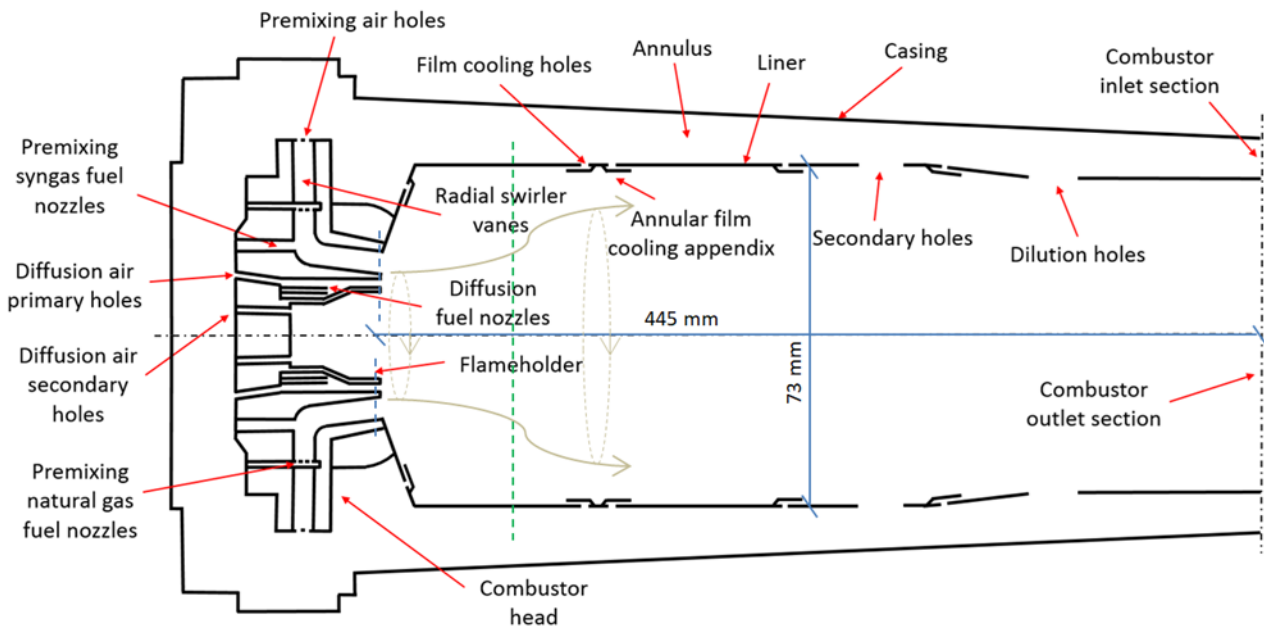 Premixing air holes
Film cooling holes
Annulus
Liner
Casing
Combustor
inlet section
Premixing
syngas fuel
nozzles
Radial swirler
vanes
Annular film
cooling appendix
Secondary holes
Dilution holes
Diffusion air
primary holes
Diffusion
fuel nozzles
445 mm
73 mm
Diffusion air
secondary
holes
Flameholder
Combustor
outlet section
Premixing
natural gas
fuel nozzles
Combustor
head